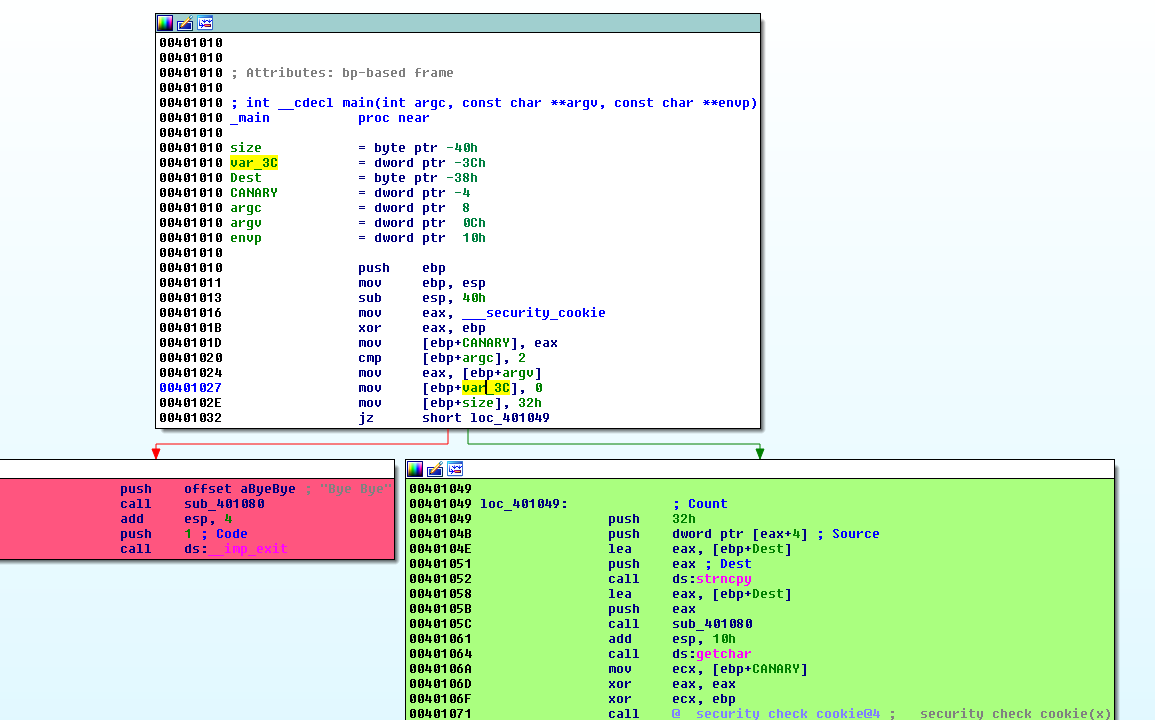 00401010
00401010
00401010 ; Attributes: bp-based frame
00401010
00401010 ; int __cdecl main(int argc, const char **argv, const char **envp)
00401010 _main proc near
00401010
00401010 size = byte ptr -40h
00401010 var_3C = dword ptr -3Ch
00401010 Dest = byte ptr -38h
00401010 CANARY = dword ptr -4
00401010 argc = dword ptr 8
00401010 argv = dword ptr 0Ch
00401010 envp = dword ptr 10h
00401010
00401010 push ebp
00401011 mov ebp, esp
00401013 sub esp, 40h
00401016 mov eax, ___security_cookie
0040101B xor eax, ebp
0040101D mov [ebp+CANARY], eax
00401020 cmp [ebp+argc], 2
00401024 mov eax, [ebp+argv]
00401027 mov [ebp+var_3C], 0
0040102E mov [ebp+size], 32h
00401032 jz short loc_401049
push offset aByeBye ; "Bye Bye"
call sub_401080
add esp, 4
push 1 ; Code
call ds:__imp_exit
00401049
00401049 loc_401049: ; Count
00401049 push 32h
0040104B push dword ptr [eax+4] ; Source
0040104E lea eax, [ebp+Dest]
00401051 push eax ; Dest
00401052 call ds:strncpy
00401058 lea eax, [ebp+Dest]
0040105B push eax
0040105C call sub_401080
00401061 add esp, 10h
00401064 call ds:getchar
0040106A mov ecx, [ebp+CANARY]
0040106D xor eax, eax
0040106F xor ecx, ebp
00401071 call @__security_check_cookie@4 ; __security_check_cookie(x)